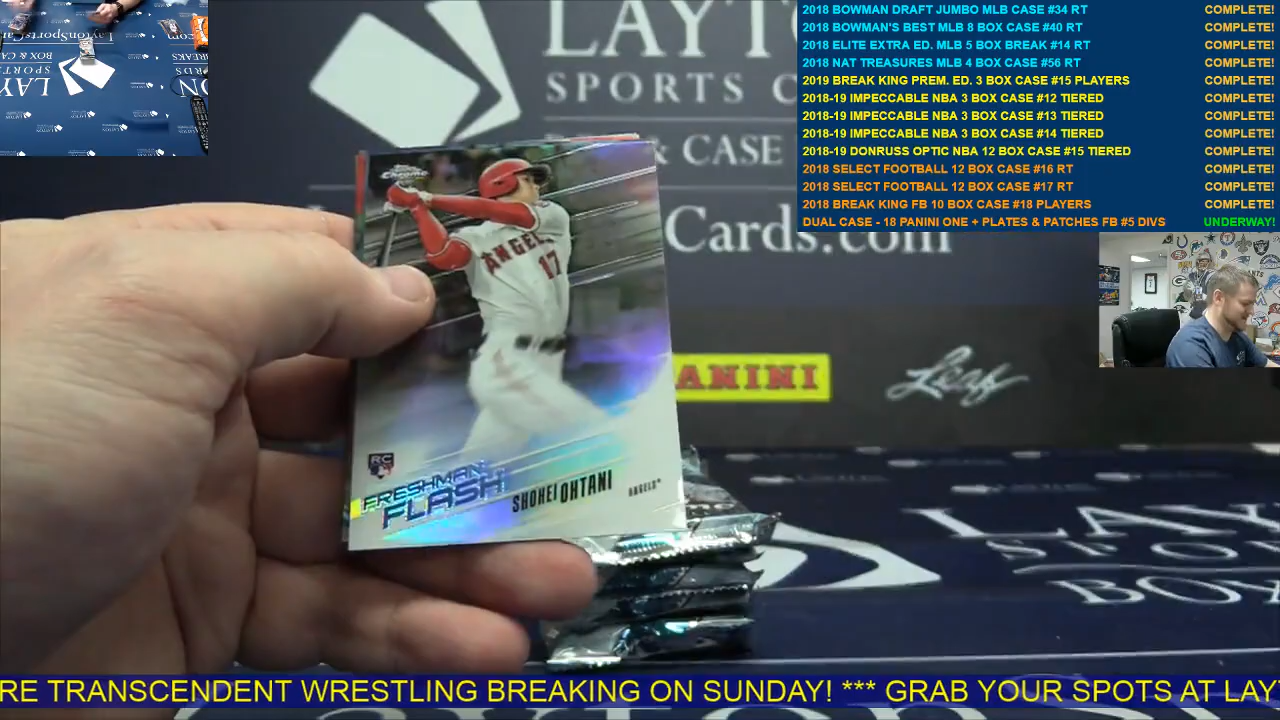 2018 BOWMAN DRAFT JUMBO MLB CASE #34 RT COMPLETE!
2018 BOWMAN'S BEST MLB 8 BOX CASE #40 RT COMPLETE!
2018 ELITE EXTRA ED. MLB 5 BOX BREAK #14 RT COMPLETE!
2018 NAT TREASURES MLB 4 BOX CASE #56 RT COMPLETE!
2019 BREAK KING PREM. ED. 3 BOX CASE #15 PLAYERS COMPLETE!
2018-19 IMPECCABLE NBA 3 BOX CASE #12 TIERED COMPLETE!
2018-19 IMPECCABLE NBA 3 BOX CASE #13 TIERED COMPLETE!
2018-19 IMPECCABLE NBA 3 BOX CASE #14 TIERED COMPLETE!
2018-19 DONRUSS OPTIC NBA 12 BOX CASE #15 TIERED COMPLETE!
2018 SELECT FOOTBALL 12 BOX CASE #16 RT COMPLETE!
2018 SELECT FOOTBALL 12 BOX CASE #17 RT COMPLETE!
2018 BREAK KING FB 10 BOX CASE #18 PLAYERS COMPLETE!
DUAL CASE - 18 PANINI ONE + PLATES & PATCHES FB #5 DIVS UNDERWAY!
LAYTO
SPORTS C
& CASE
Cards.com
Chrome
ANGELS
17
RC
FRESHMAN
FLASH
SHOHEI OHTANI
ANGELS
PANINI
Leaf
LAY
SPO
BOX
RE TRANSCENDENT WRESTLING BREAKING ON SUNDAY! *** GRAB YOUR SPOTS AT LAYT